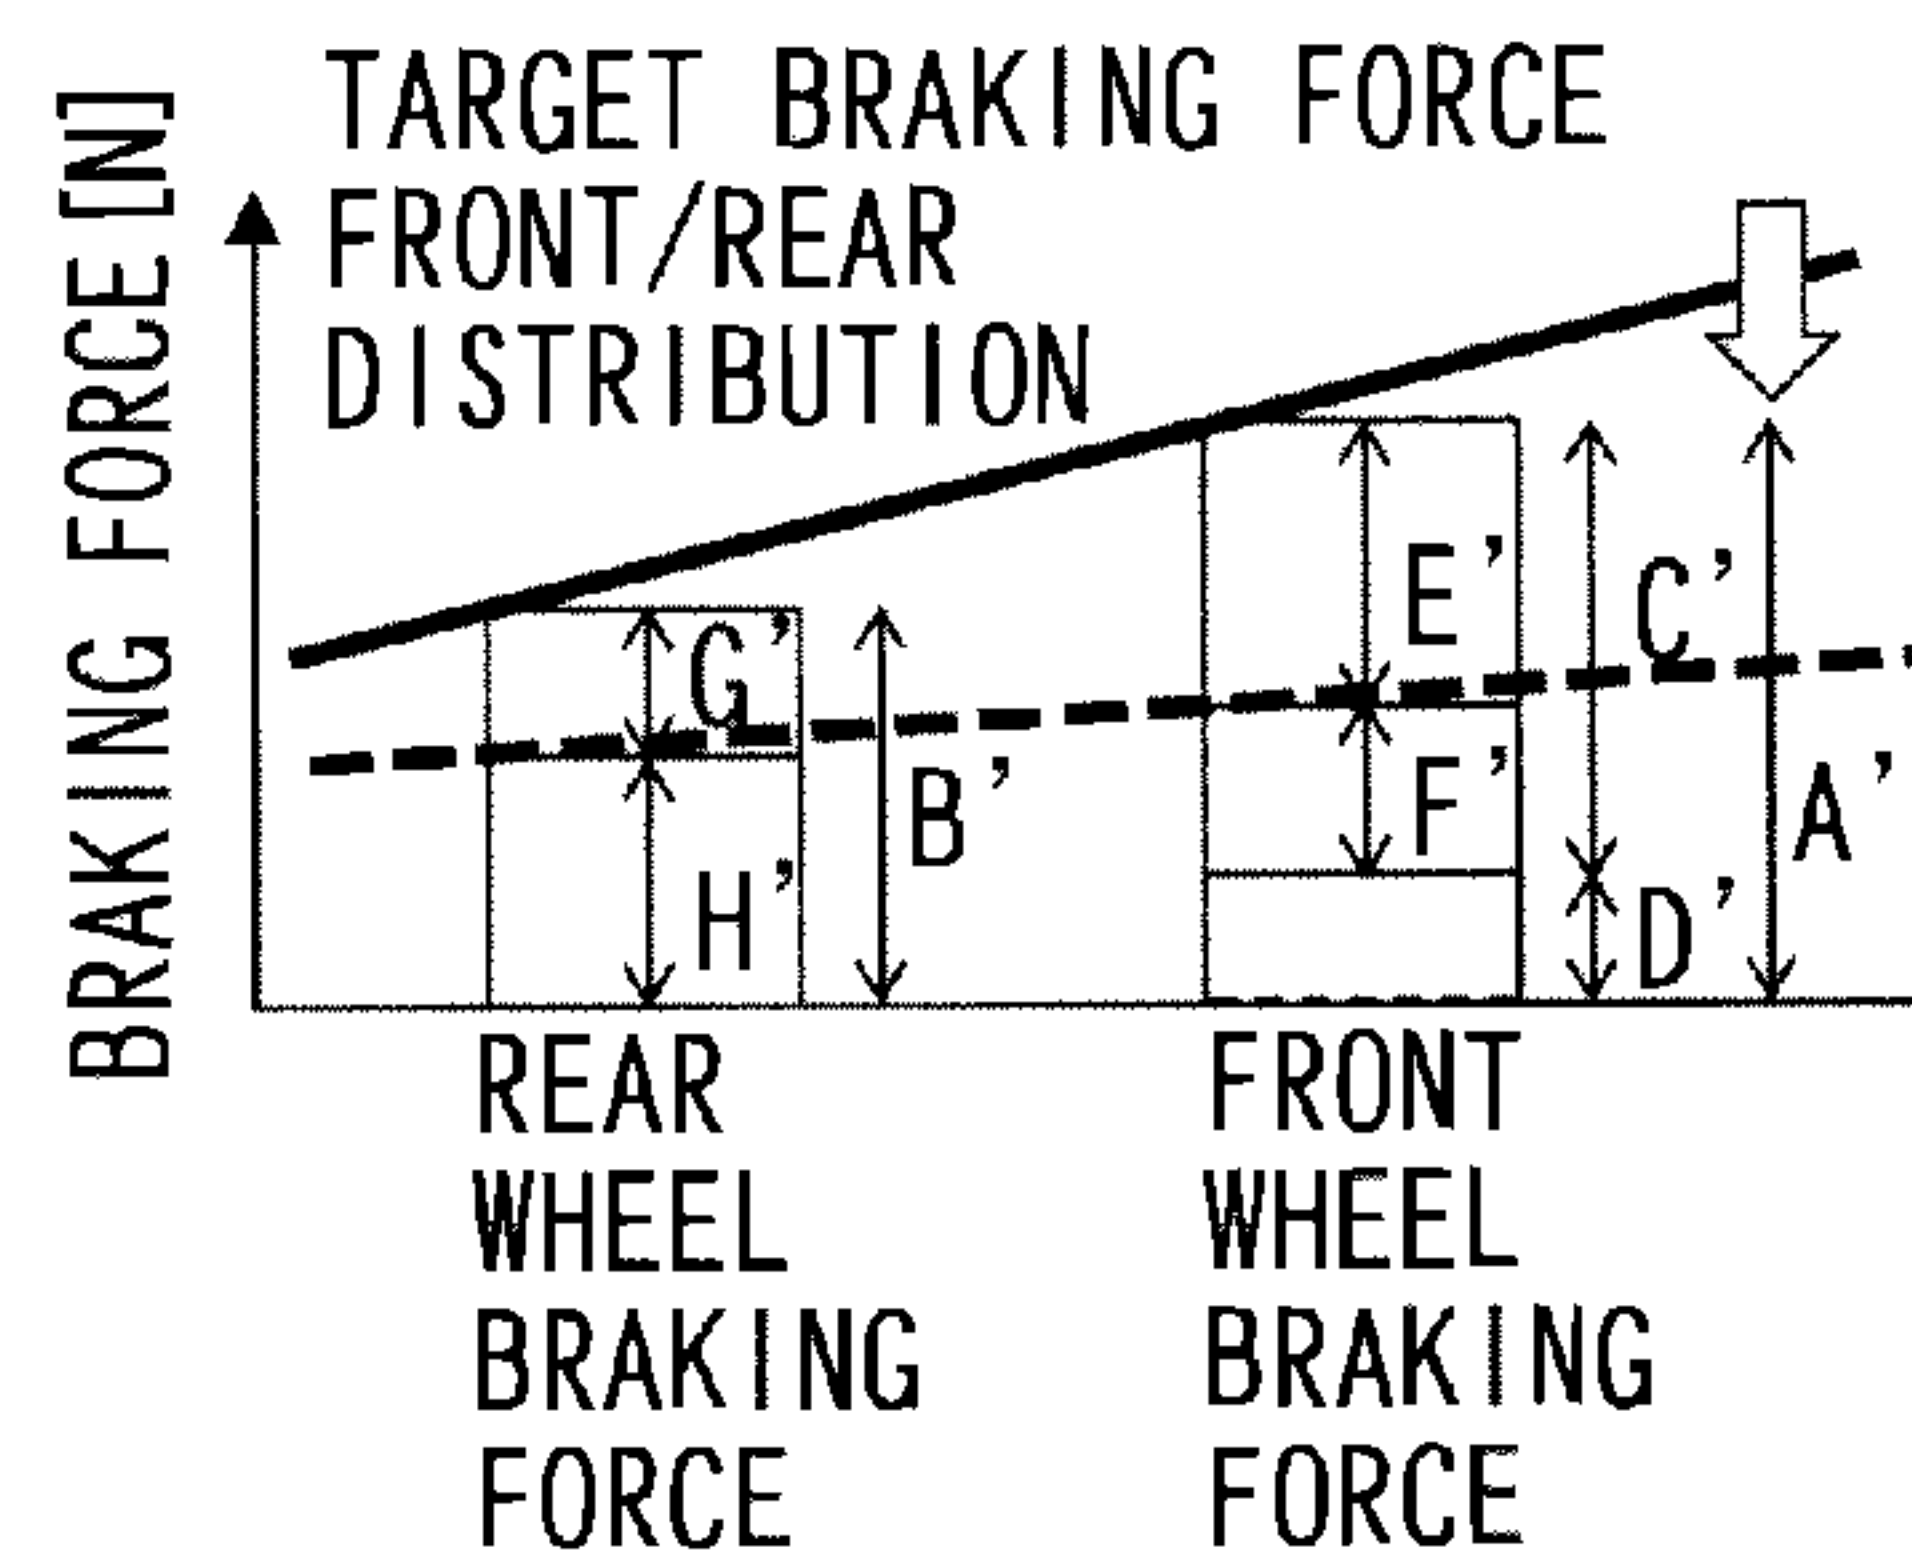 BRAKING FORCE[N]
TARGET BRAKING FORCE
FRONT/REAR
DISTRIBUTION
E'
C'
G'
F'
B'
A'
H'
D'
REAR
WHEEL
BRAKING
FORCE
FRONT
WHEEL
BRAKING
FORCE